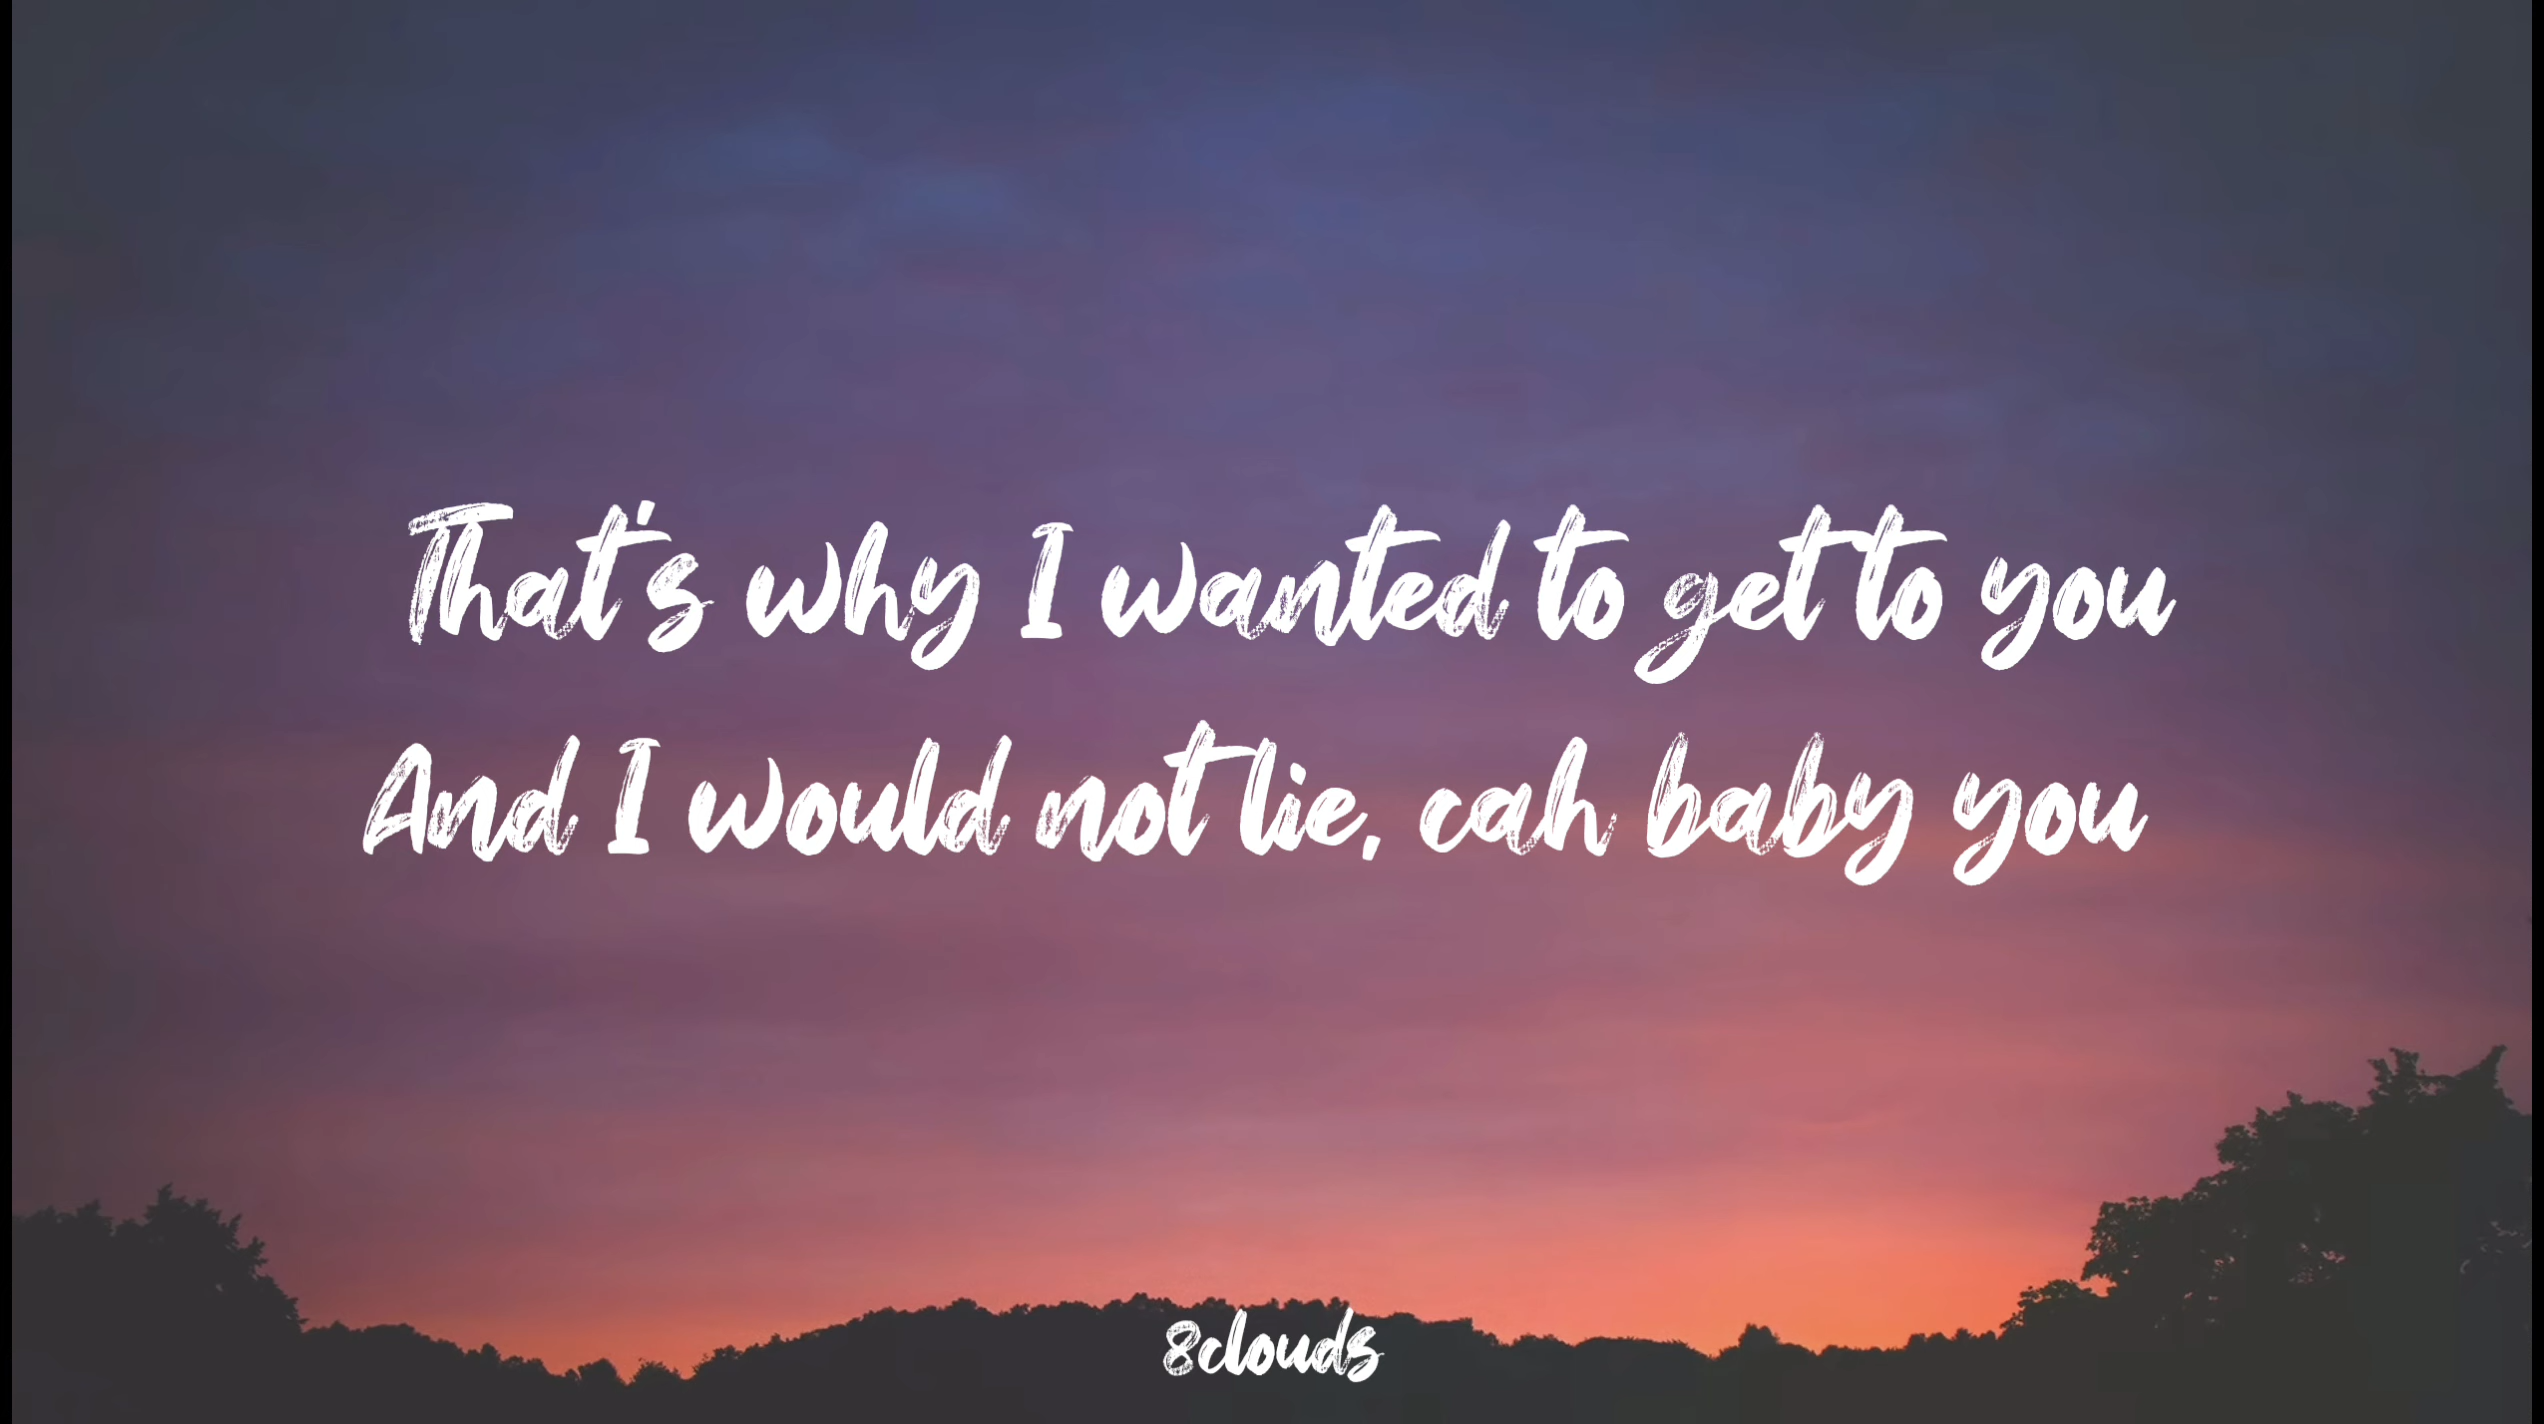 That's why I wanted to get to you
And I would not lie, cah baby you
8clouds